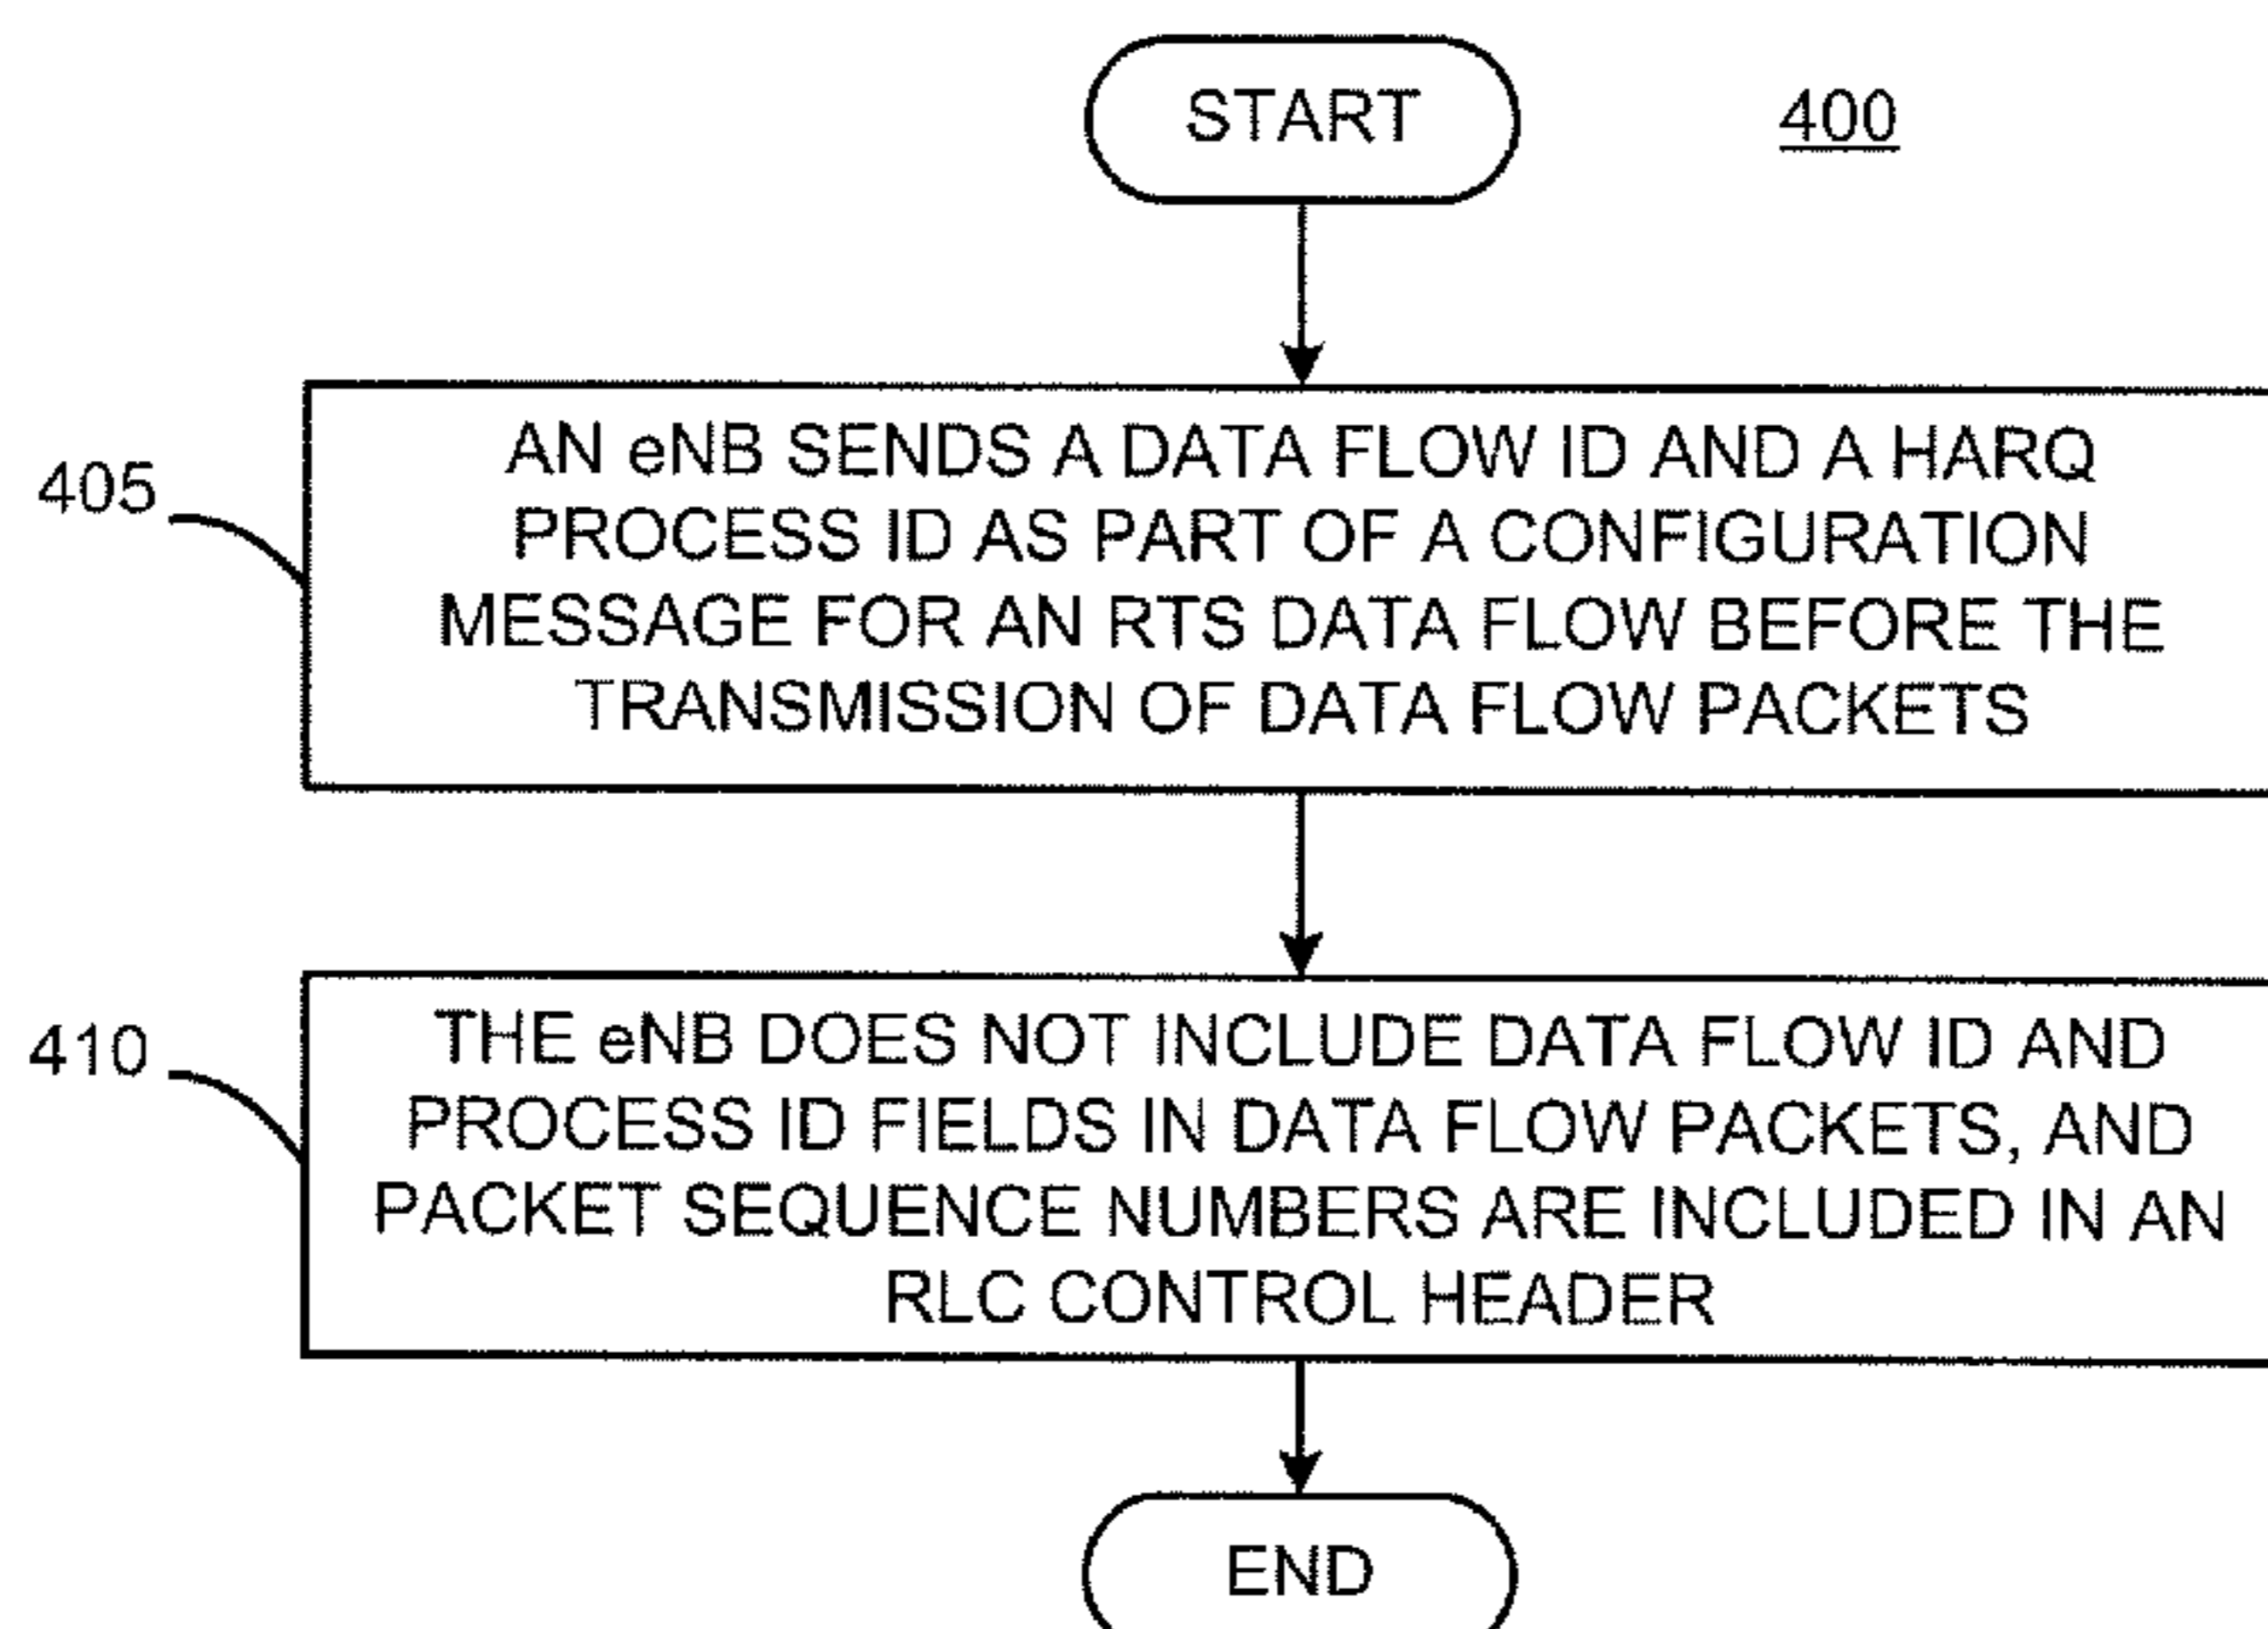 START
400
405
AN eNB SENDS A DATA FLOW ID AND A HARQ
PROCESS ID AS PART OF A CONFIGURATION
MESSAGE FOR AN RTS DATA FLOW BEFORE THE
TRANSMISSION OF DATA FLOW PACKETS
410
THE eNB DOES NOT INCLUDE DATA FLOW ID AND
PROCESS ID FIELDS IN DATA FLOW PACKETS, AND
PACKET SEQUENCE NUMBERS ARE INCLUDED IN AN
RLC CONTROL HEADER
END